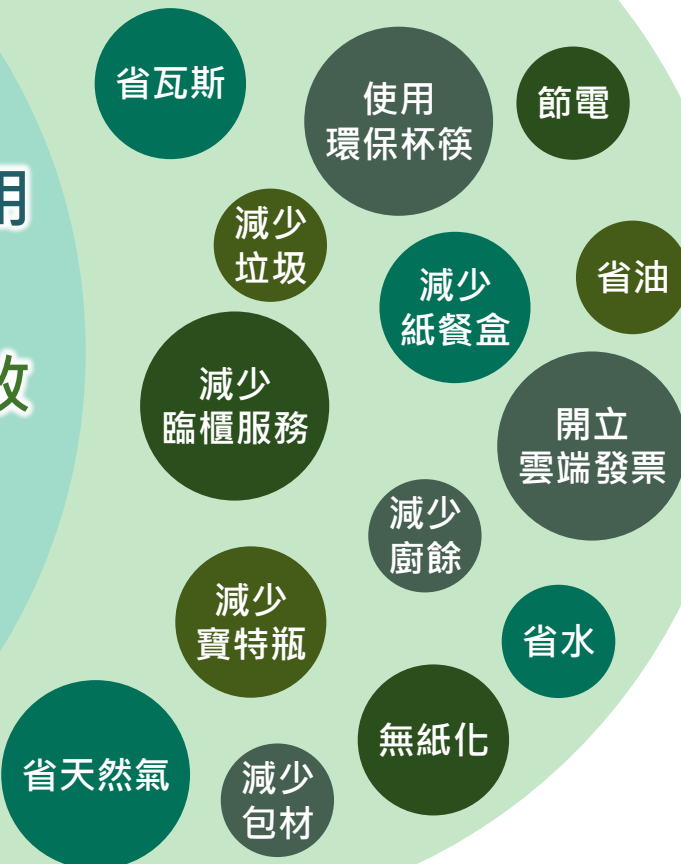 省瓦斯
使用
環保杯筷
節電
用
減少
垃圾
減少
紙餐盒
省油
減少
臨櫃服務
開立
雲端發票
減少
廚餘
減少
寶特瓶
省水
無紙化
省天然氣
減少
包材